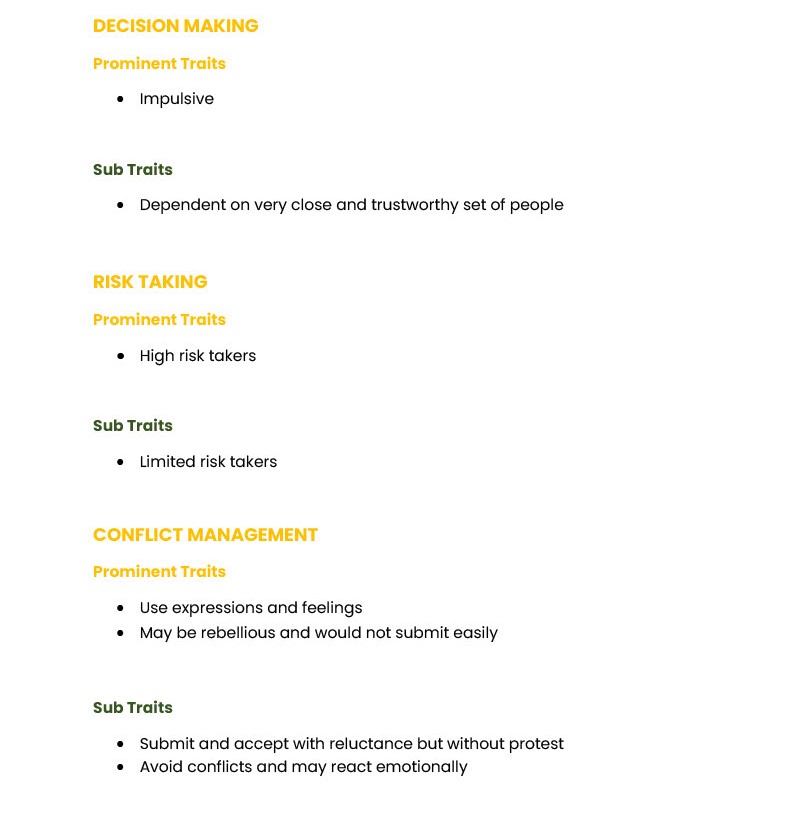 DECISION MAKING
Prominent Traits
• Impulsive
Sub Traits
• Dependent on very close and trustworthy set of people
RISK TAKING
Prominent Traits
• High risk takers
Sub Traits
• Limited risk takers
CONFLICT MANAGEMENT
Prominent Traits
• Use expressions and feelings
• May be rebellious and would not submit easily
Sub Traits
• Submit and accept with reluctance but without protest
• Avoid conflicts and may react emotionally